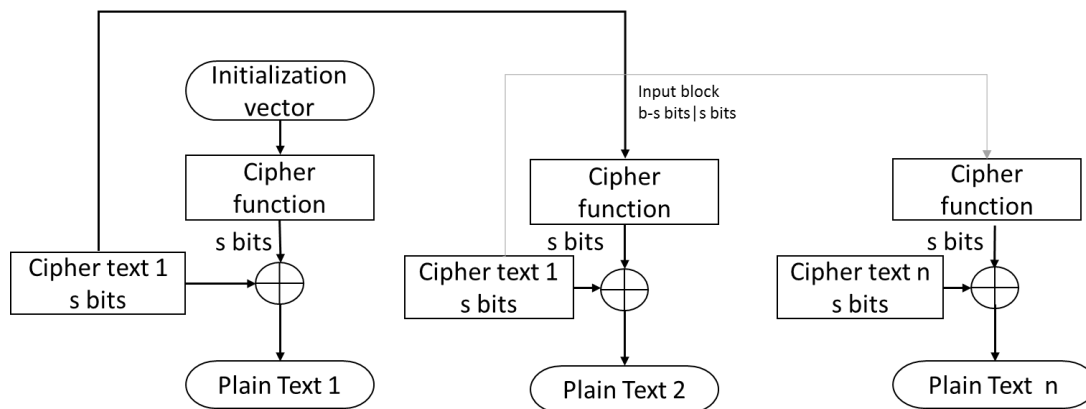 Initialization
vector
Input block
b-s bits|s bits
Cipher
function
Cipher
function
Cipher
function
s bits
s bits
s bits
Cipher text 1
s bits
Cipher text 1
s bits
Cipher text n
s bits
Plain Text 1
Plain Text 2
Plain Text n